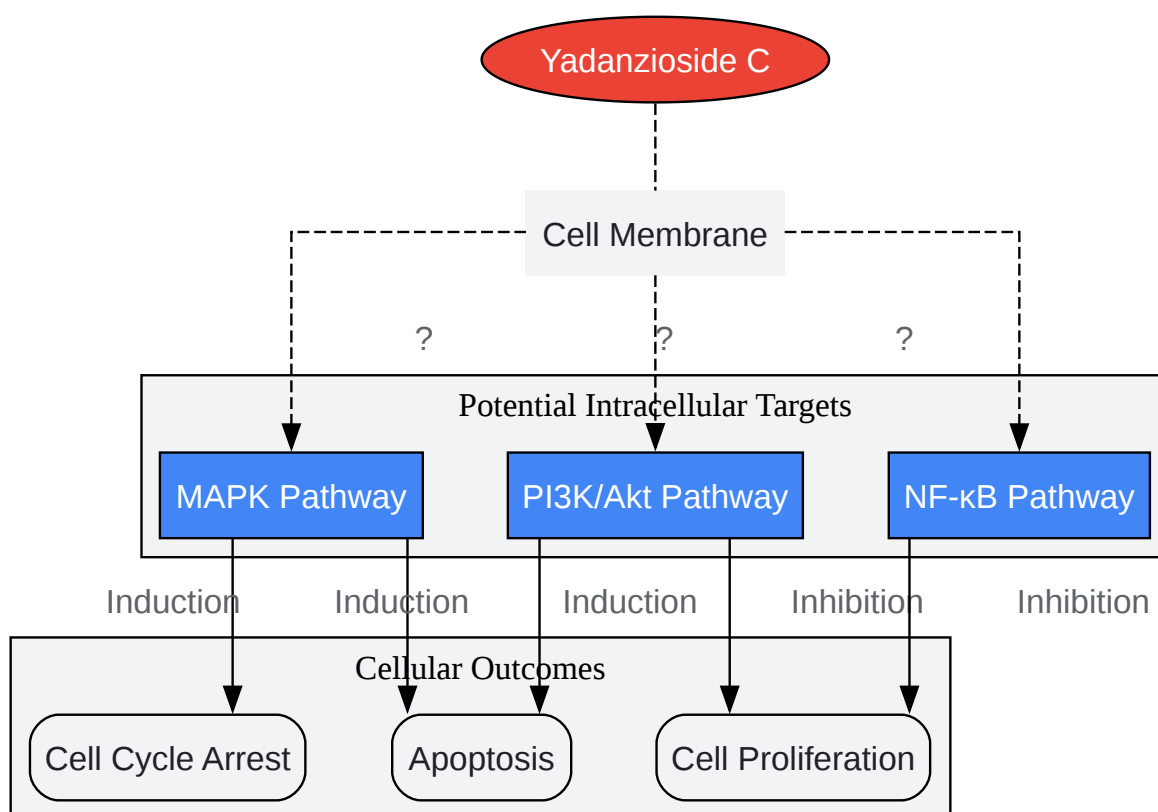 Yadanzioside C
Cell Membrane
? ? ?
Potential Intracellular Targets
MAPK Pathway PI3K/Akt Pathway NF-κB Pathway
Induction Induction Induction Inhibition Inhibition
Cellular Outcomes
Cell Cycle Arrest Apoptosis Cell Proliferation